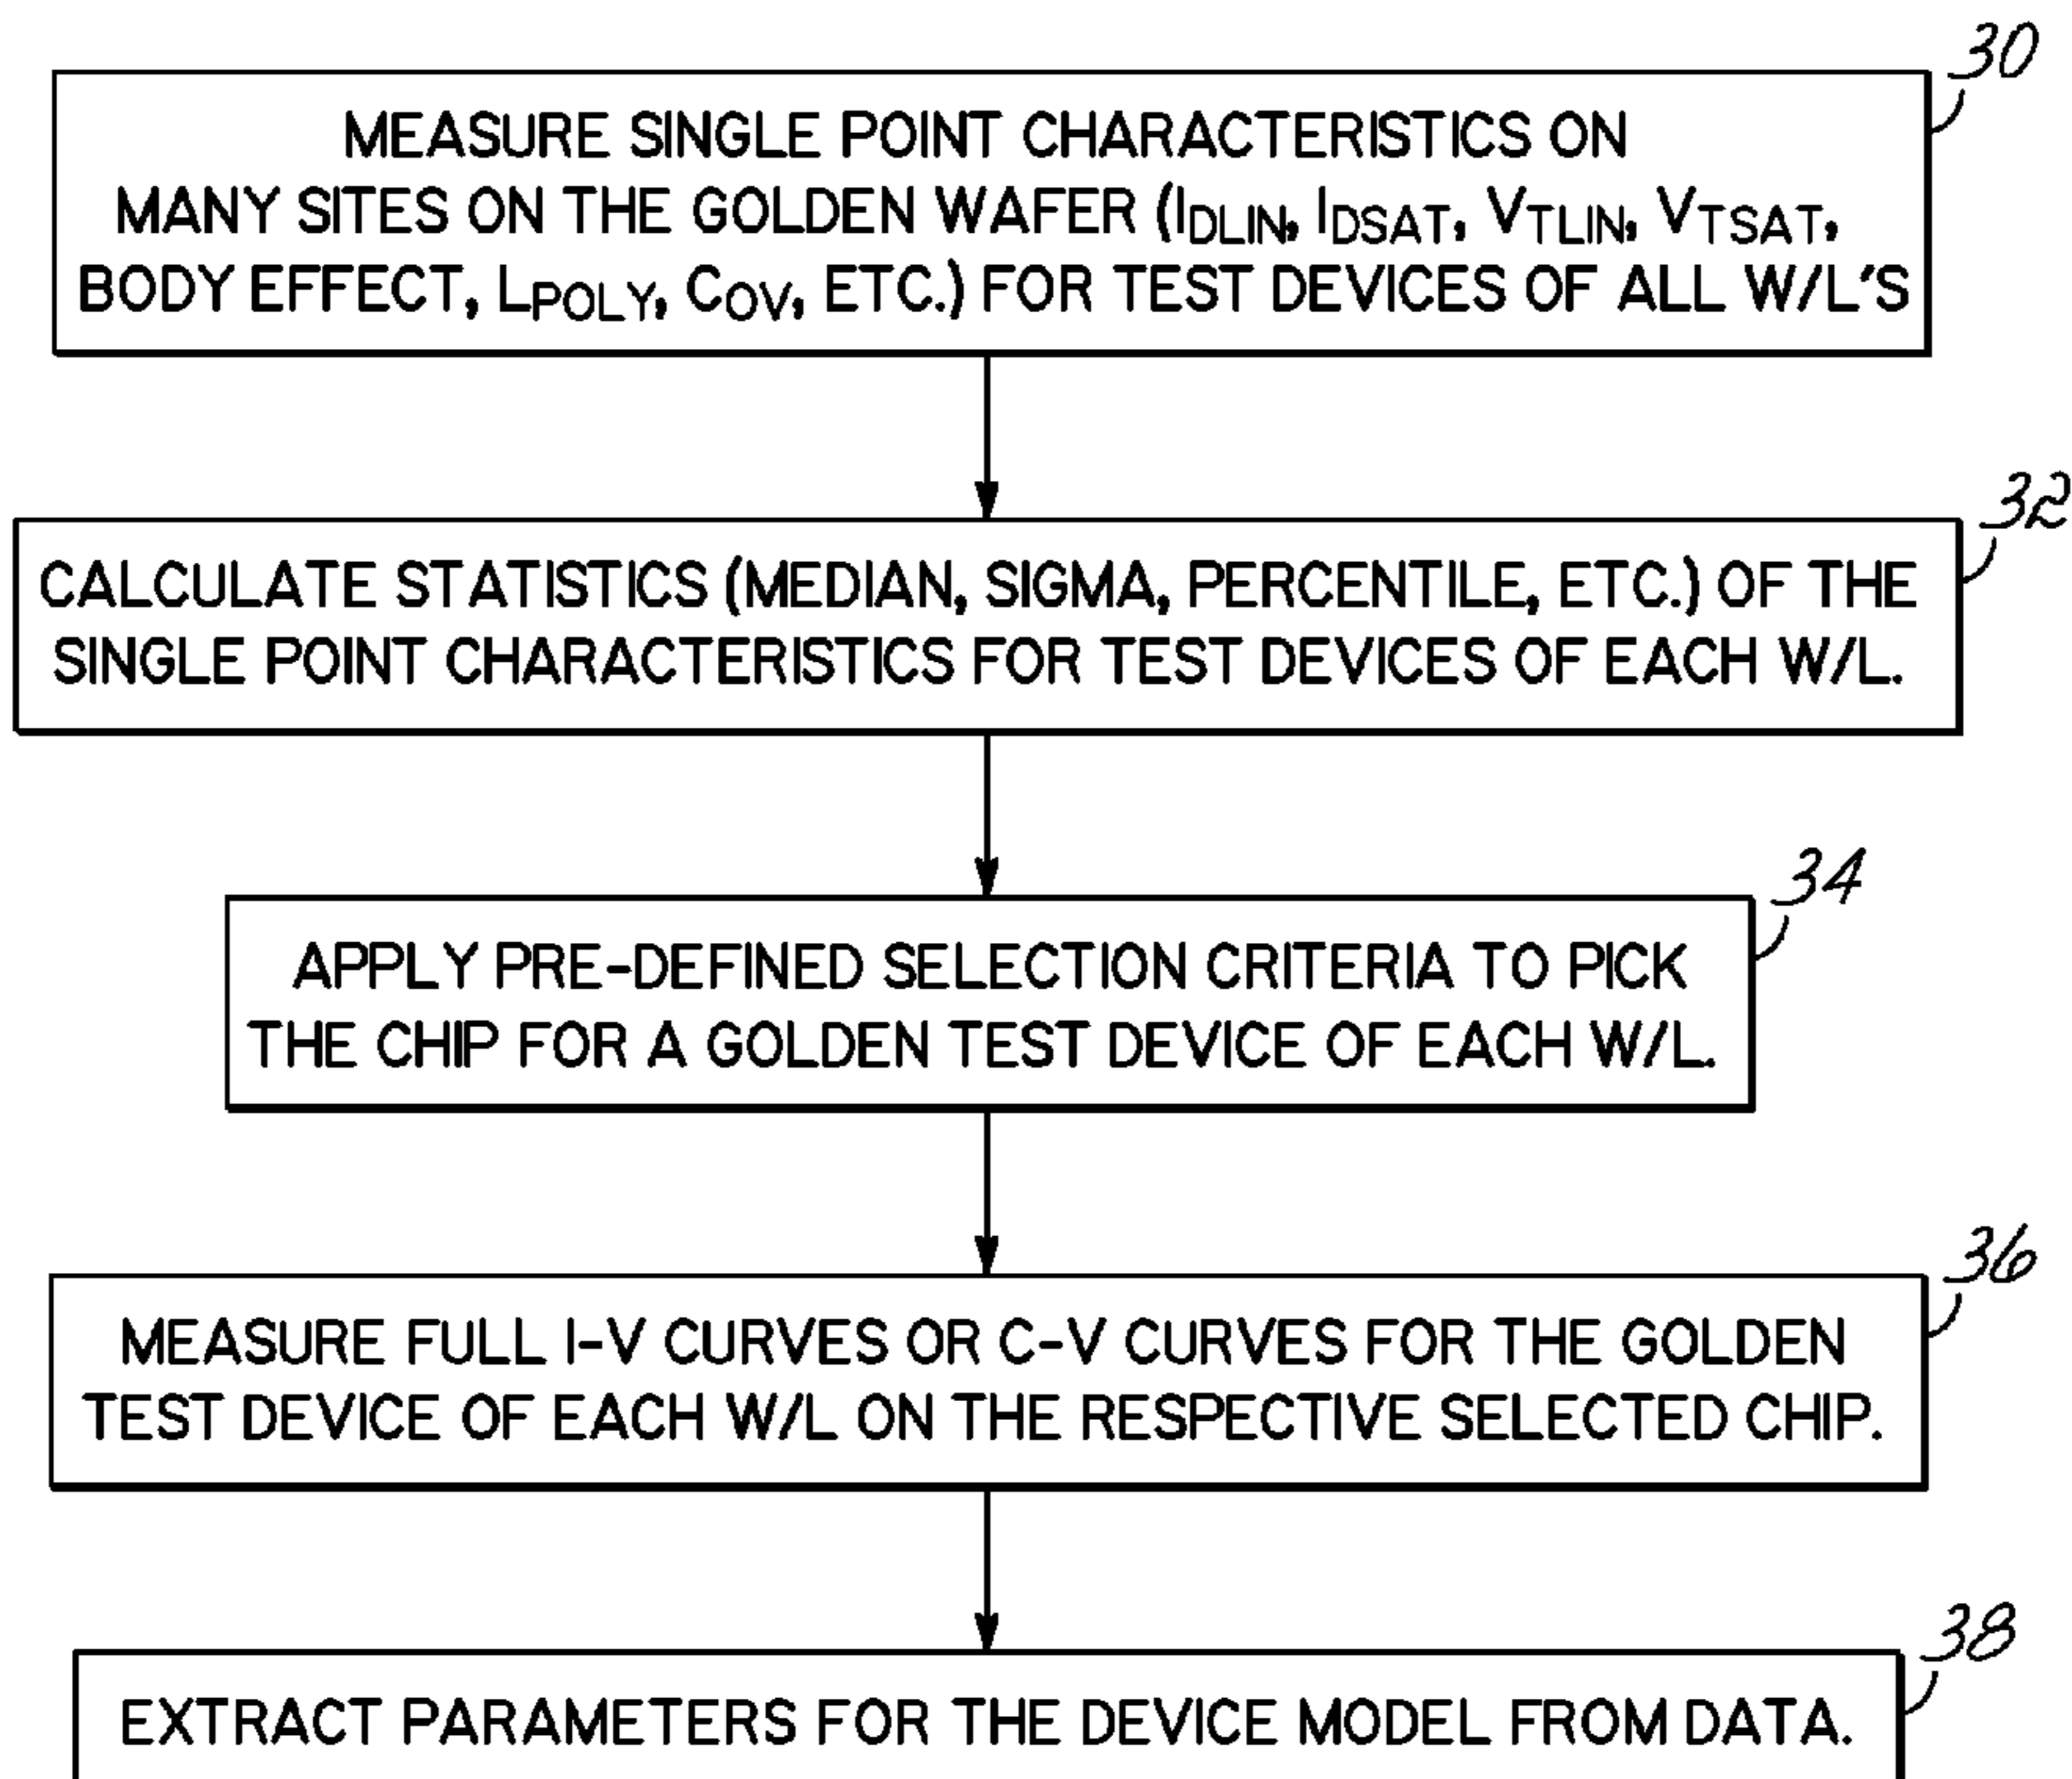 30
MEASURE SINGLE POINT CHARACTERISTICS ON
MANY SITES ON THE GOLDEN WAFER (IDLIN, IDSAT, VTLIN, VTSAT,
BODY EFFECT, LPOLY, COV, ETC.) FOR TEST DEVICES OF ALL W/L'S
32
CALCULATE STATISTICS (MEDIAN, SIGMA, PERCENTILE, ETC.) OF THE
SINGLE POINT CHARACTERISTICS FOR TEST DEVICES OF EACH W/L.
34
APPLY PRE-DEFINED SELECTION CRITERIA TO PICK
THE CHIP FOR A GOLDEN TEST DEVICE OF EACH W/L.
36
MEASURE FULL I-V CURVES OR C-V CURVES FOR THE GOLDEN
TEST DEVICE OF EACH W/L ON THE RESPECTIVE SELECTED CHIP.
38
EXTRACT PARAMETERS FOR THE DEVICE MODEL FROM DATA.